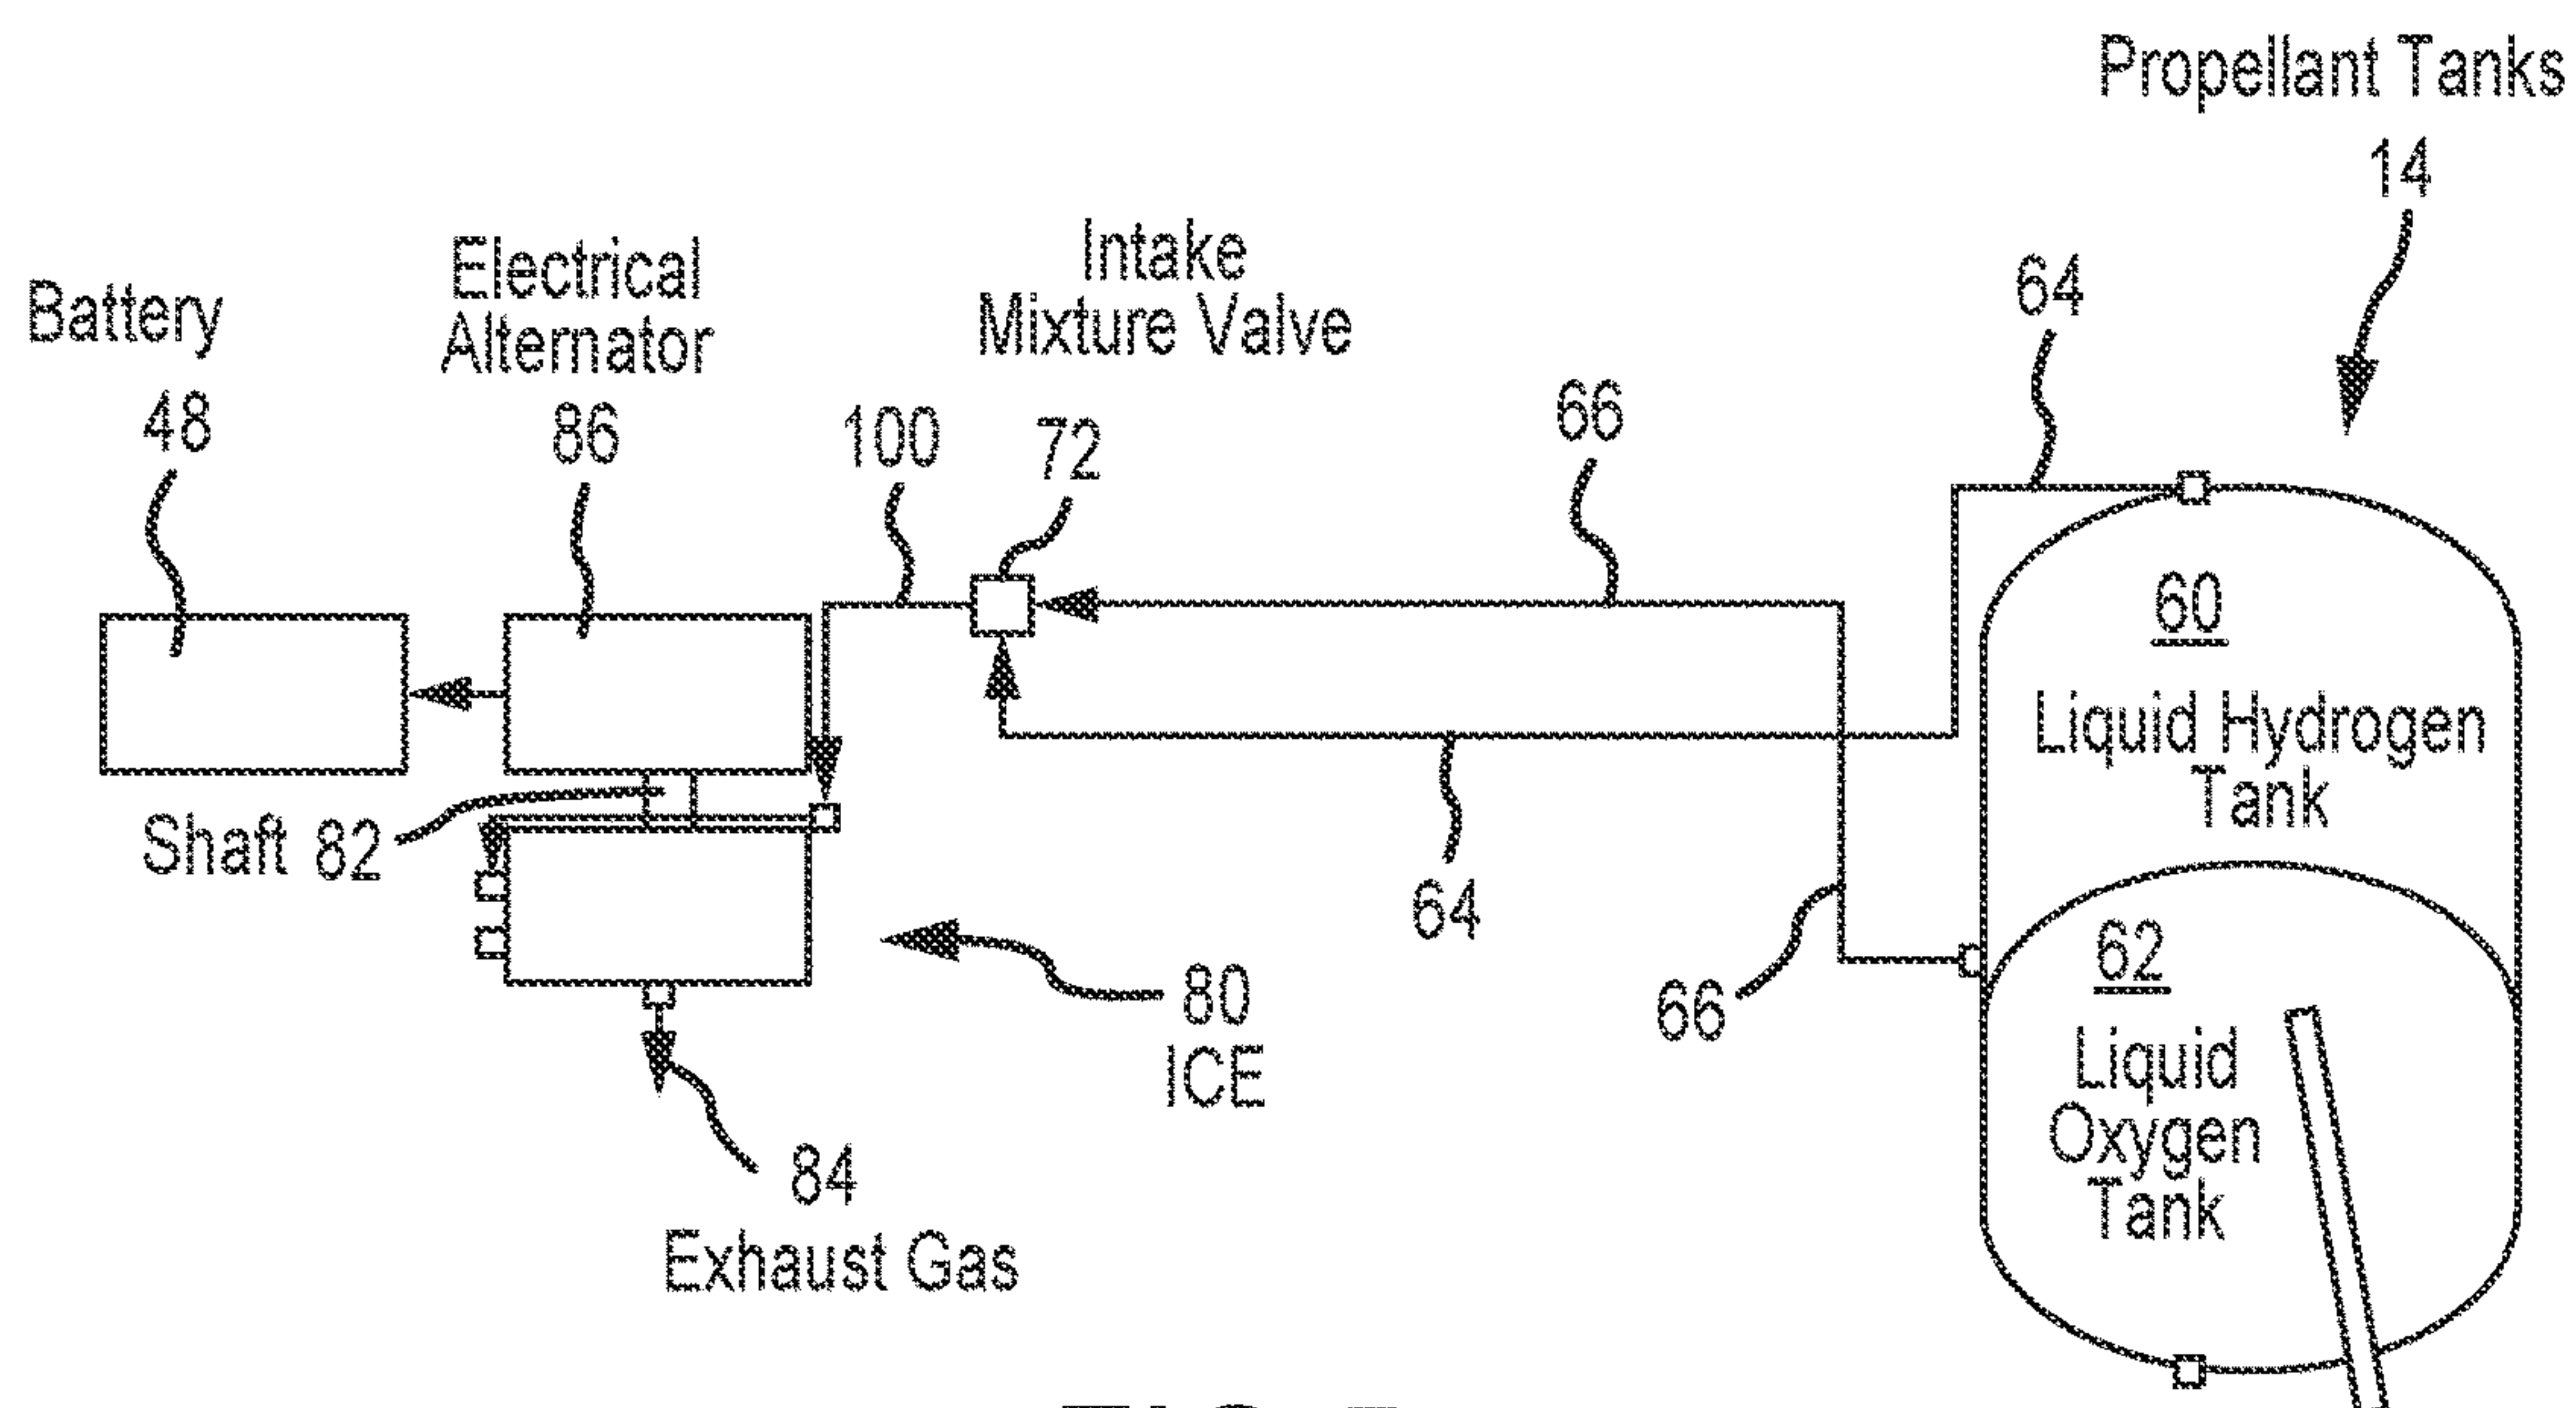 Propellant Tanks
14
Intake
Mixture Valve
72
Electrical
Alternator
86
Battery
48
100
66
64
60
Liquid Hydrogen
Tank
Shaft 82
64
66
62
Liquid
Oxygen
Tank
80
ICE
84
Exhaust Gas